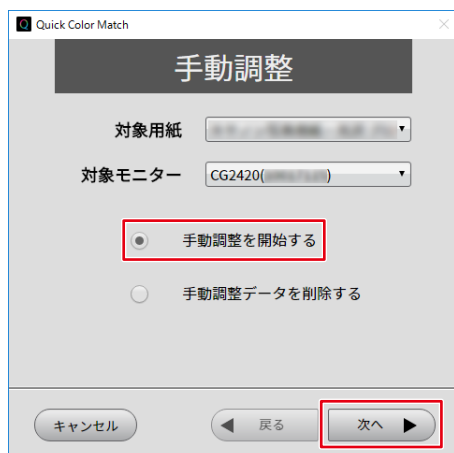 Quick Color Match
手動調整
対象用紙
対象モニター CG2420( )
手動調整を開始する
手動調整データを削除する
キャンセル 戻る 次へ